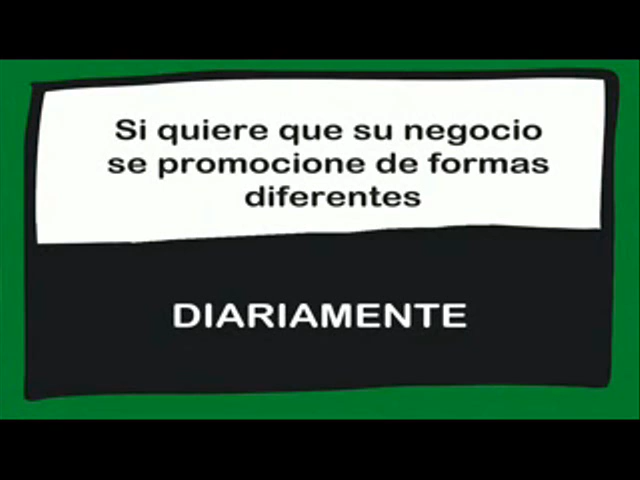 Si quiere que su negocio
se promocione de formas
diferentes
DIARIAMENTE